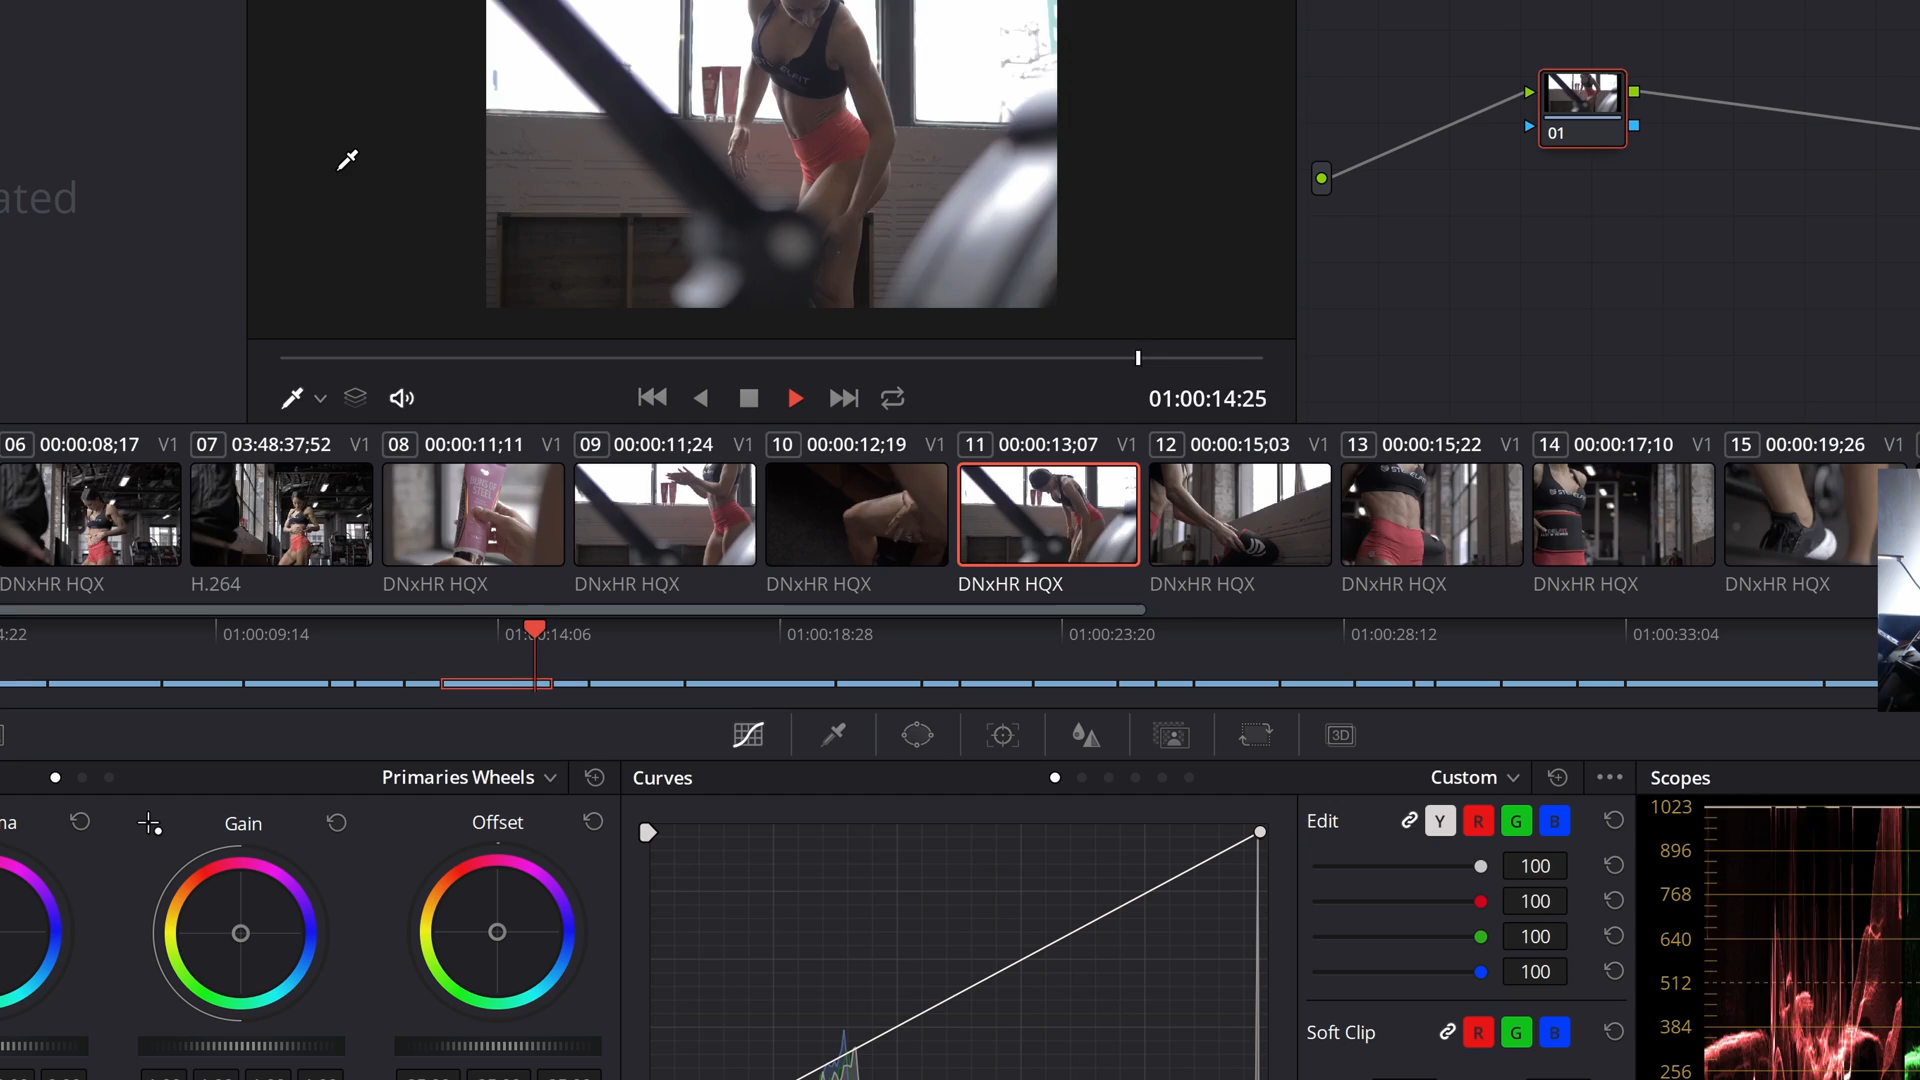 ated
01
01:00:14:25
06 00:00:08;17 V1
07 03:48:37;52 V1
08 00:00:11;11 V1
09 00:00:11;24 V1
10 00:00:12;19 V1
11 00:00:13;07 V1
12 00:00:15;03 V1
13 00:00:15;22 V1
14 00:00:17;10 V1
15 00:00:19;26 V1
BUNS OF
STEEL
DNxHR HQX
H.264
DNxHR HQX
DNxHR HQX
DNxHR HQX
DNxHR HQX
DNxHR HQX
DNxHR HQX
DNxHR HQX
DNxHR HQX
4:22
01:00:09:14
01:00:14:06
01:00:18:28
01:00:23:20
01:00:28:12
01:00:33:04
3D
Primaries Wheels
Curves
Custom
Scopes
na
Gain
Offset
Edit Y R G B
100
100
100
100
Soft Clip R G B
1023
896
768
640
512
384
256